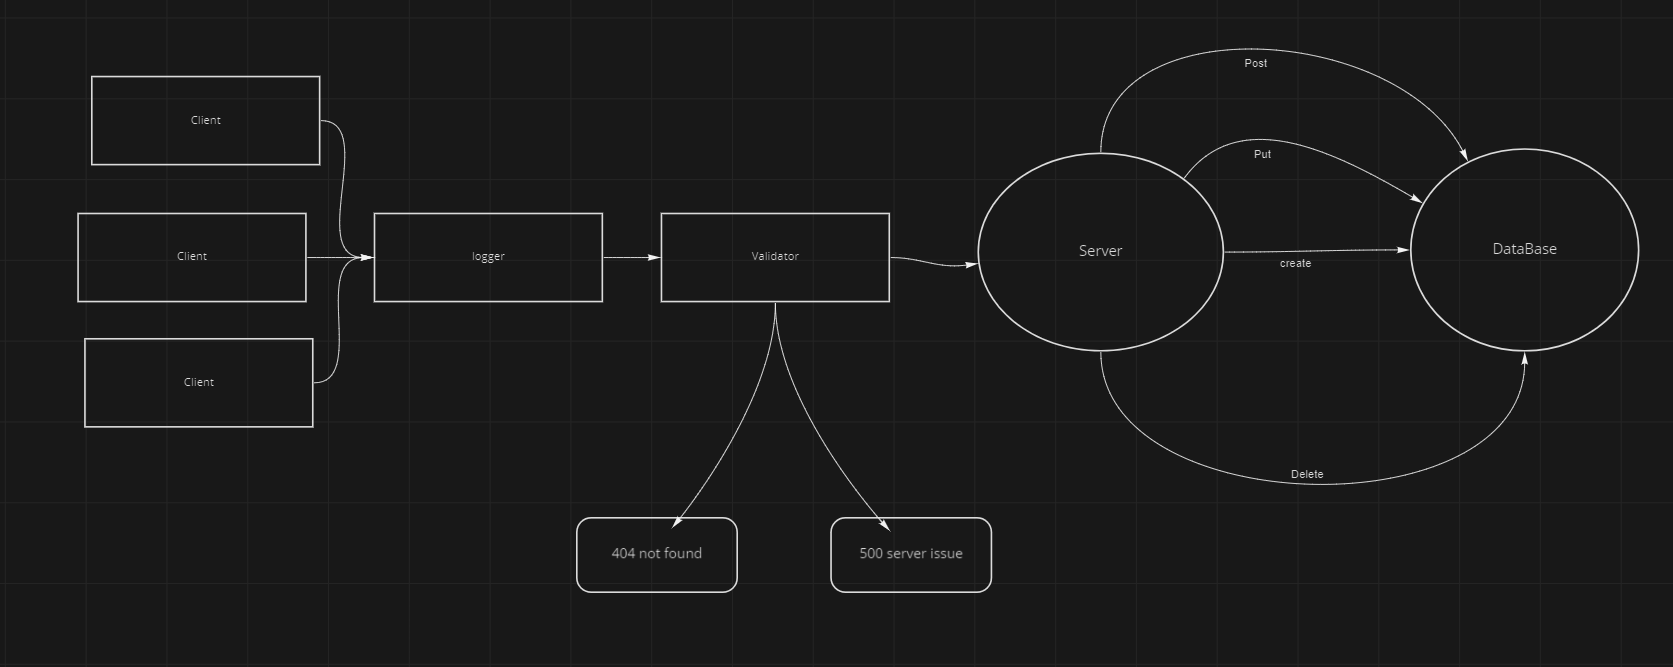 Client
Client
Client
logger
Validator
404 not found
500 server issue
Server
Post
Put
create
Delete
DataBase